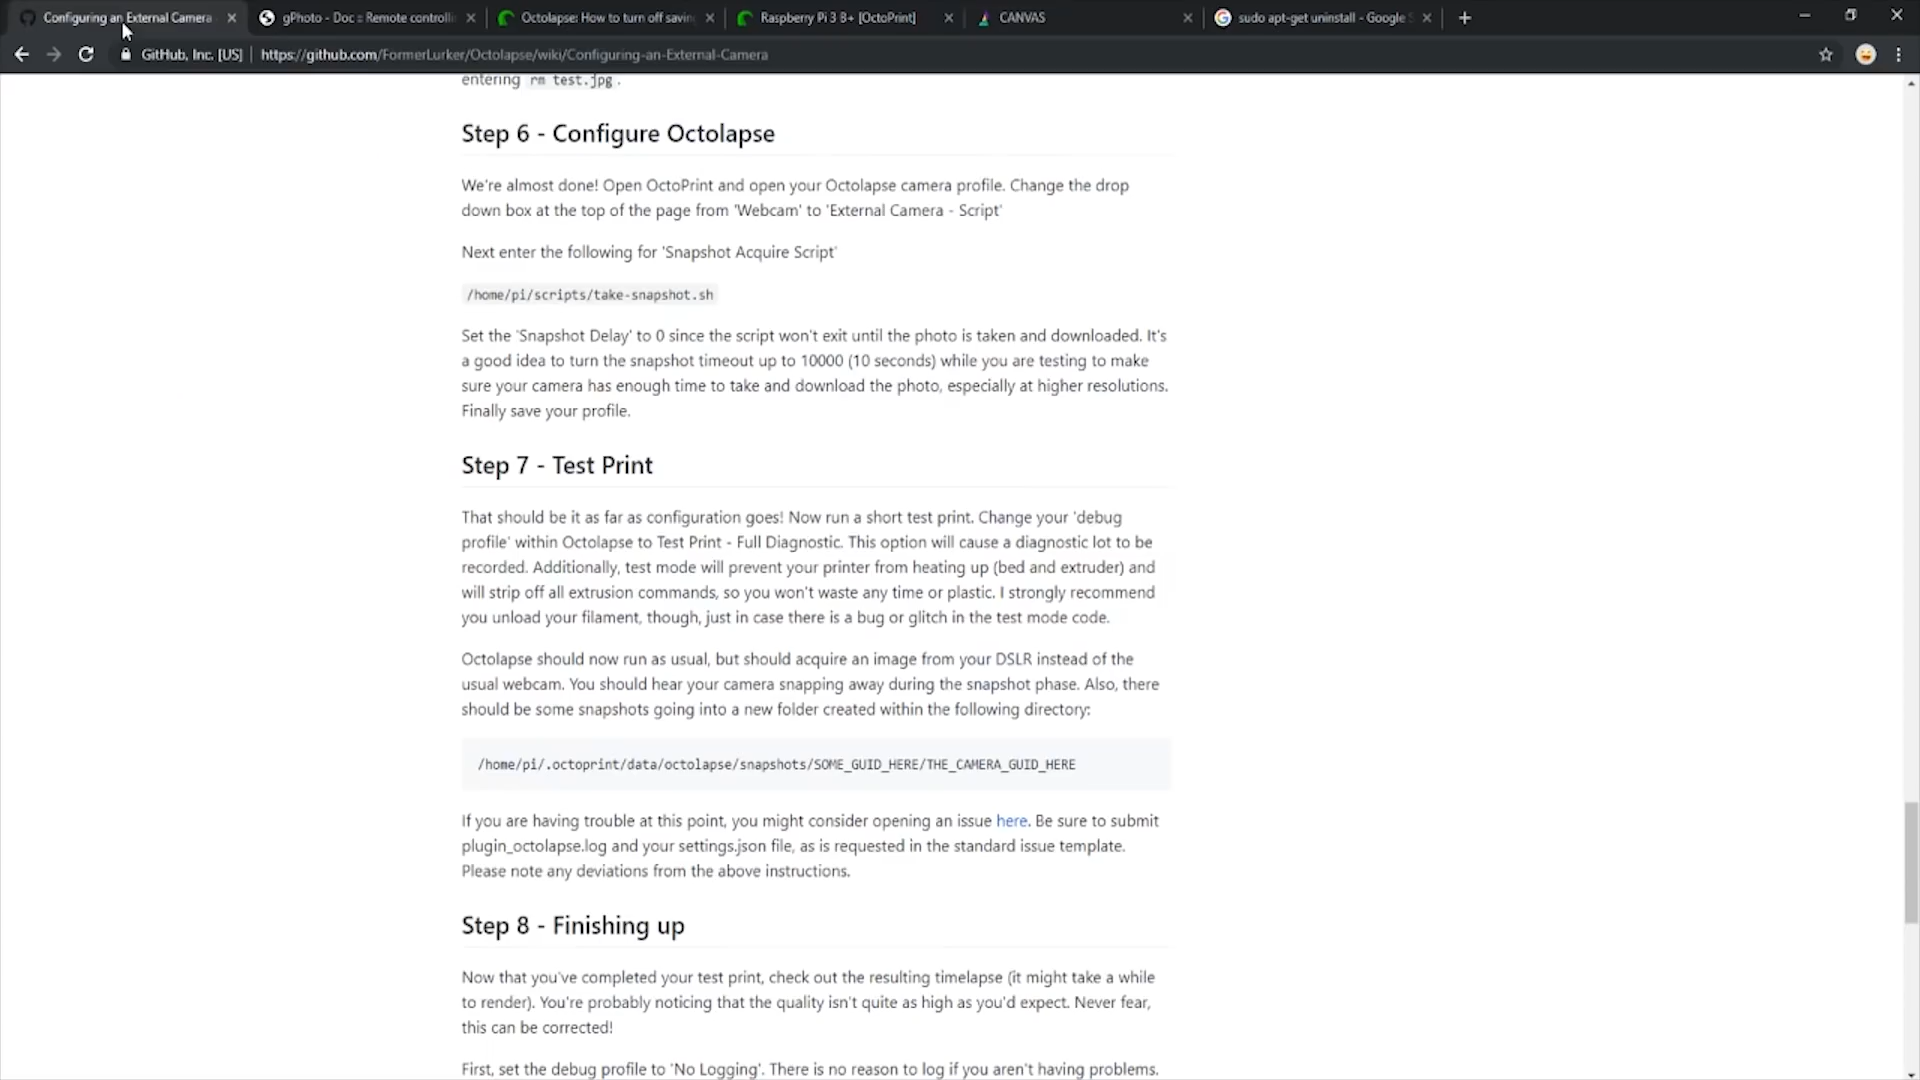 Configuring an External Camera
gPhoto - Doc :: Remote controlli
Octolapse: How to turn off savin
Raspberry Pi 3 B+ [OctoPrint]
CANVAS
sudo apt-get uninstall - Google S
GitHub, Inc. [US] | https://github.com/FormerLurker/Octolapse/wiki/Configuring-an-External-Camera
entering rm test.jpg .
Step 6 - Configure Octolapse
We're almost done! Open OctoPrint and open your Octolapse camera profile. Change the drop
down box at the top of the page from 'Webcam' to 'External Camera - Script'
Next enter the following for 'Snapshot Acquire Script'
/home/pi/scripts/take-snapshot.sh
Set the 'Snapshot Delay' to 0 since the script won't exit until the photo is taken and downloaded. It's
a good idea to turn the snapshot timeout up to 10000 (10 seconds) while you are testing to make
sure your camera has enough time to take and download the photo, especially at higher resolutions.
Finally save your profile.
Step 7 - Test Print
That should be it as far as configuration goes! Now run a short test print. Change your 'debug
profile' within Octolapse to Test Print - Full Diagnostic. This option will cause a diagnostic lot to be
recorded. Additionally, test mode will prevent your printer from heating up (bed and extruder) and
will strip off all extrusion commands, so you won't waste any time or plastic. I strongly recommend
you unload your filament, though, just in case there is a bug or glitch in the test mode code.
Octolapse should now run as usual, but should acquire an image from your DSLR instead of the
usual webcam. You should hear your camera snapping away during the snapshot phase. Also, there
should be some snapshots going into a new folder created within the following directory:
/home/pi/.octoprint/data/octolapse/snapshots/SOME_GUID_HERE/THE_CAMERA_GUID_HERE
If you are having trouble at this point, you might consider opening an issue here. Be sure to submit
plugin_octolapse.log and your settings.json file, as is requested in the standard issue template.
Please note any deviations from the above instructions.
Step 8 - Finishing up
Now that you've completed your test print, check out the resulting timelapse (it might take a while
to render). You're probably noticing that the quality isn't quite as high as you'd expect. Never fear,
this can be corrected!
First, set the debug profile to 'No Logging'. There is no reason to log if you aren't having problems.